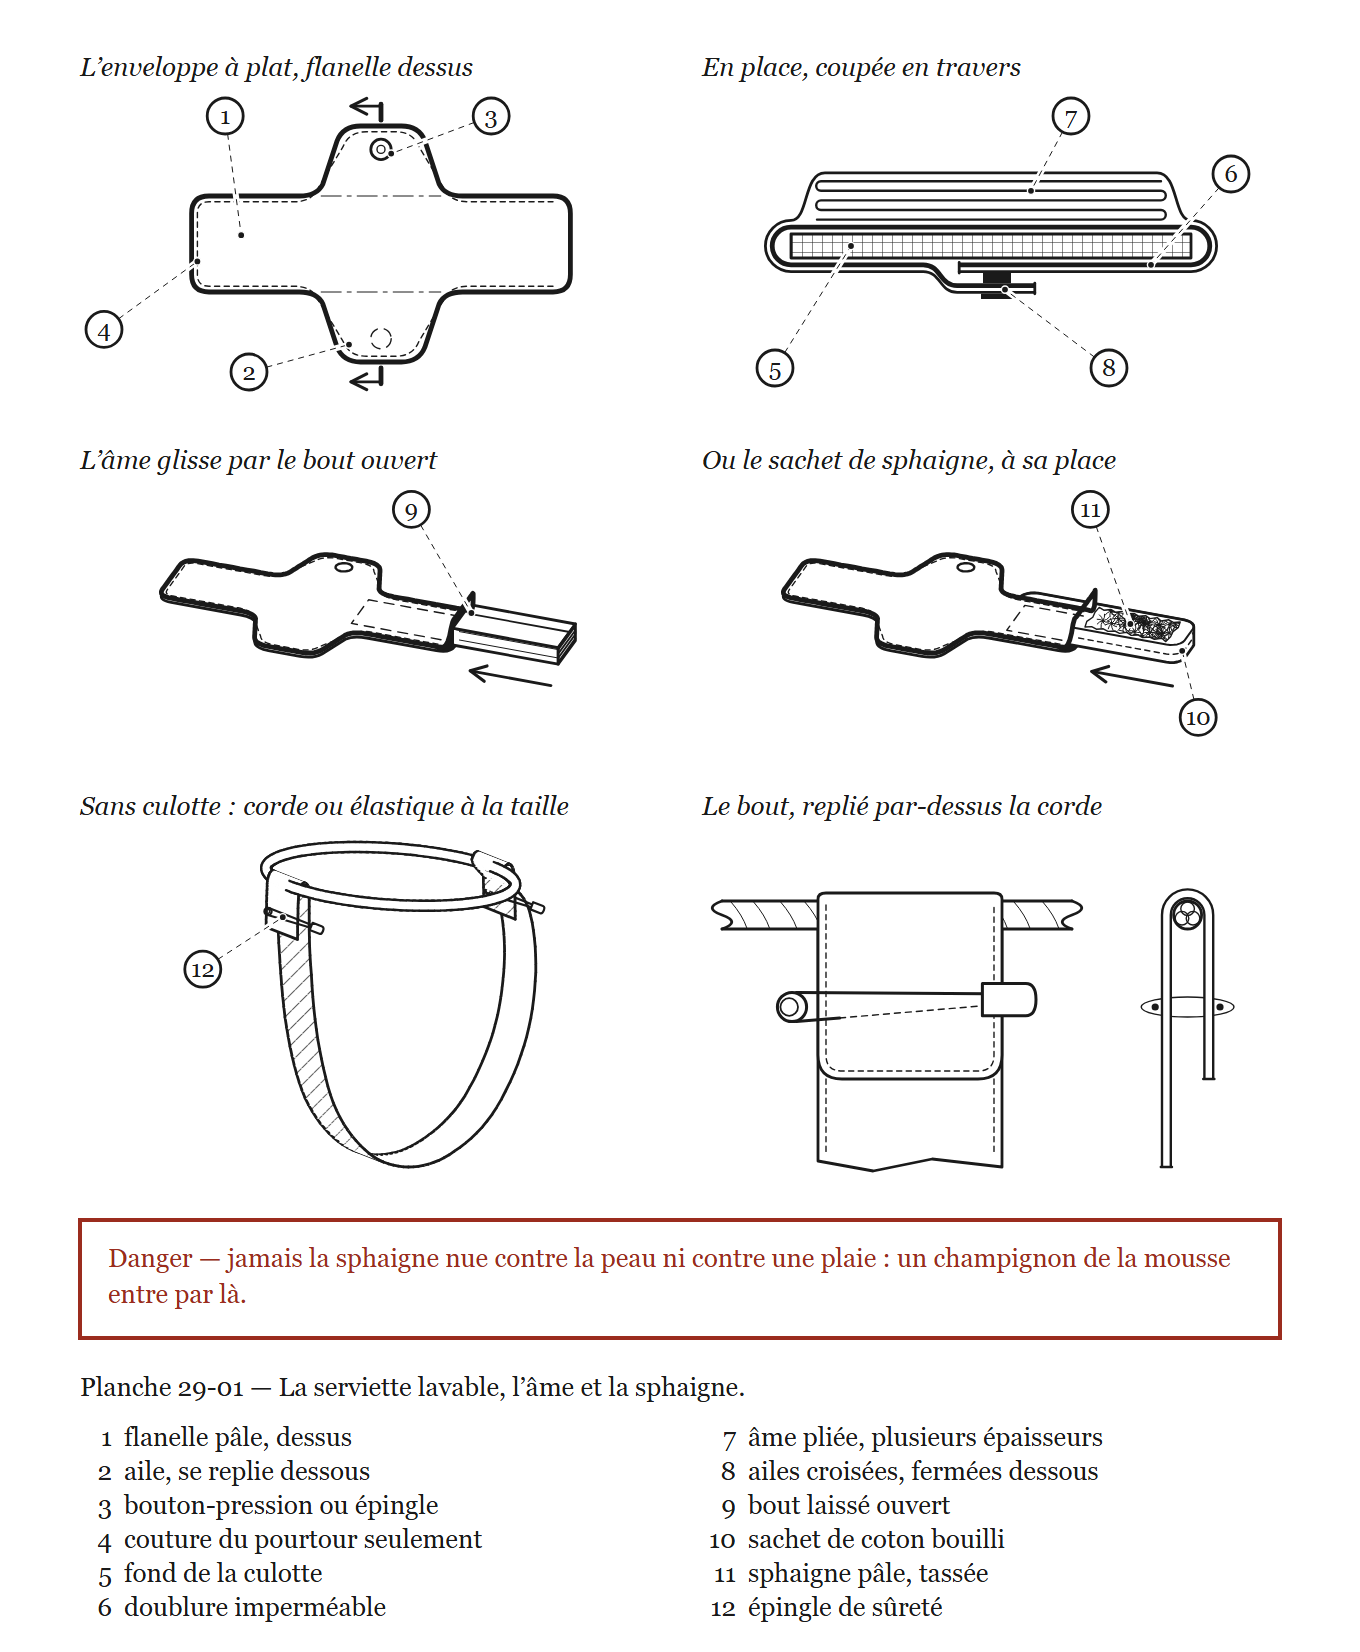 L’enveloppe à plat, flanelle dessus
En place, coupée en travers
1
3
7
6
4
2
5
8
L’âme glisse par le bout ouvert
Ou le sachet de sphaigne, à sa place
9
11
10
Sans culotte : corde ou élastique à la taille
Le bout, replié par-dessus la corde
12
Danger — jamais la sphaigne nue contre la peau ni contre une plaie : un champignon de la mousse
entre par là.
Planche 29-01 — La serviette lavable, l’âme et la sphaigne.
1 flanelle pâle, dessus
2 aile, se replie dessous
3 bouton-pression ou épingle
4 couture du pourtour seulement
5 fond de la culotte
6 doublure imperméable
7 âme pliée, plusieurs épaisseurs
8 ailes croisées, fermées dessous
9 bout laissé ouvert
10 sachet de coton bouilli
11 sphaigne pâle, tassée
12 épingle de sûreté